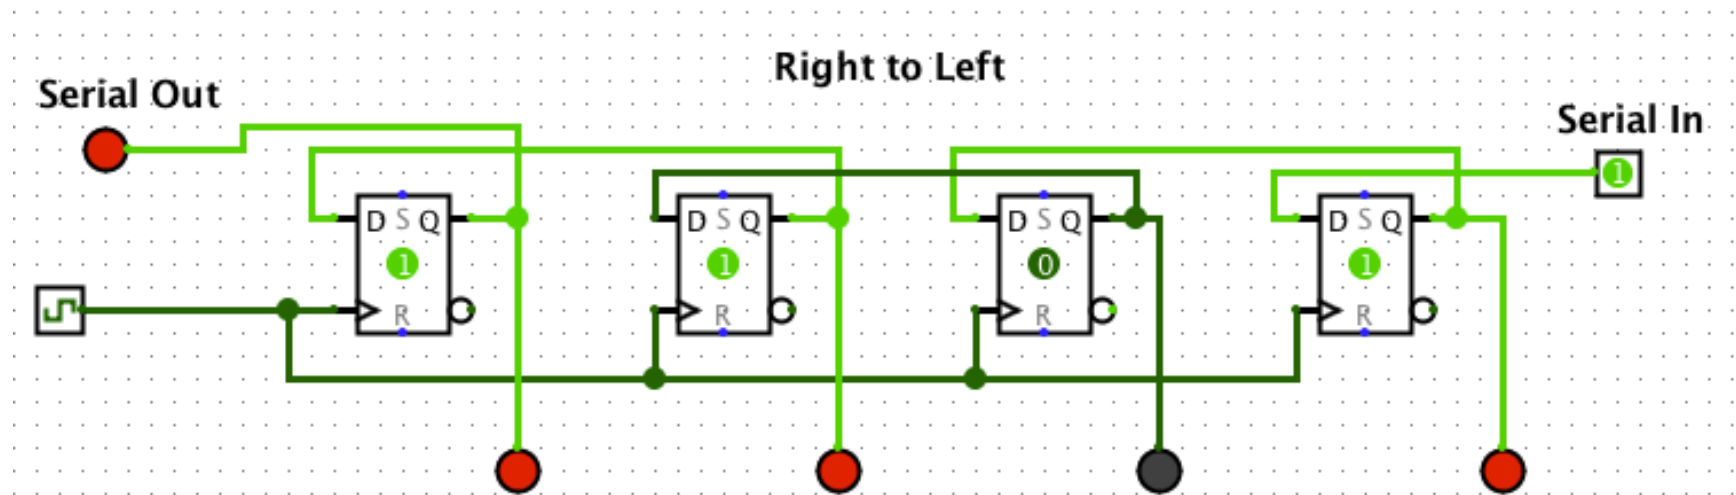 Right to Left
Serial Out
Serial In
1
D S Q
D S Q
D S Q
D S Q
1
1
0
1
R
R
R
R